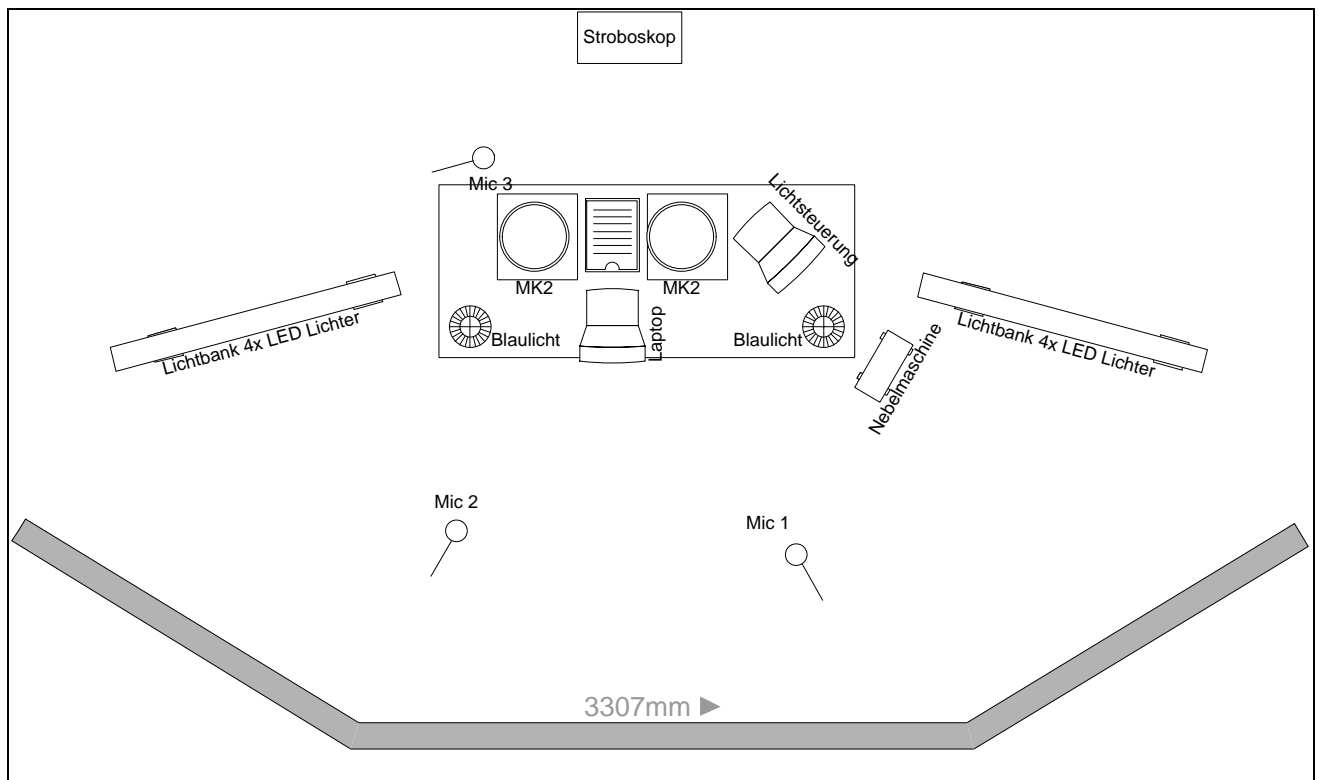 Stroboskop
Mic 3
Lichtsteuerung
MK2
MK2
Lichtbank 4x LED Lichter
Blaulicht
Laptop
Blaulicht
Nebelmaschine
Lichtbank 4x LED Lichter
Mic 2
Mic 1
3307mm ►